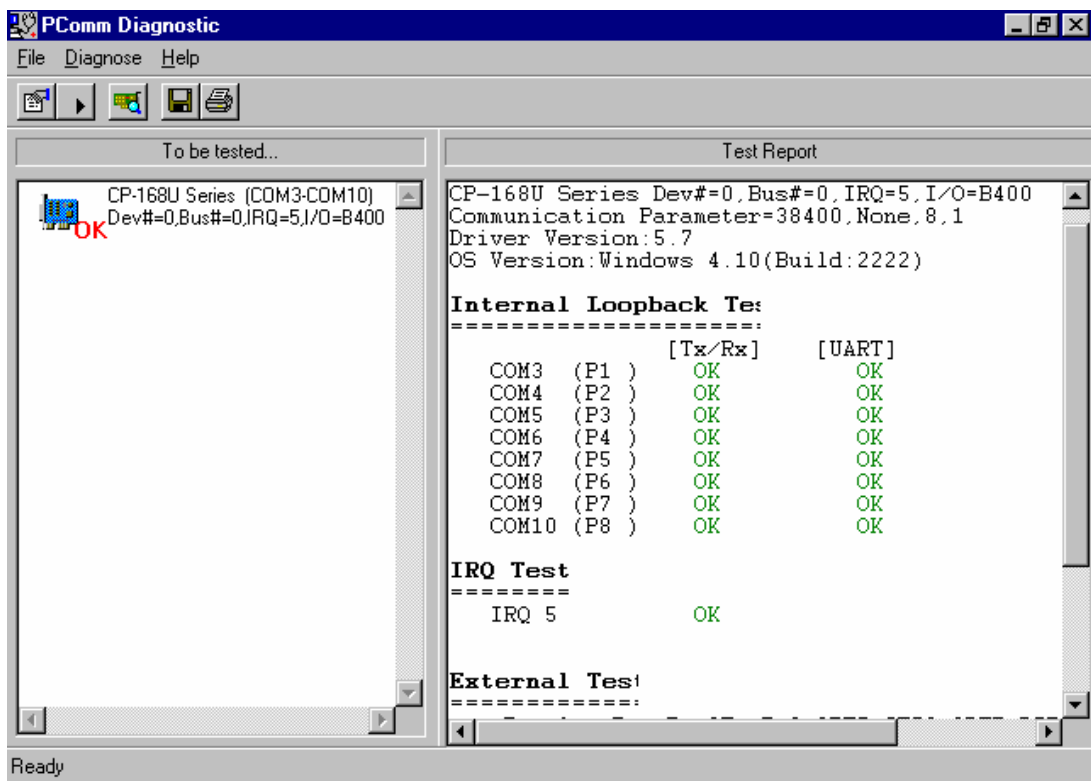 PComm Diagnostic
File Diagnose Help
To be tested...
CP-168U Series (COM3-COM10)
Dev#=0,Bus#=0,IRQ=5,I/O=B400
OK
Test Report
CP-168U Series Dev#=0,Bus#=0,IRQ=5,I/O=B400
Communication Parameter=38400,None,8,1
Driver Version:5.7
OS Version:Windows 4.10(Build:2222)
Internal Loopback Tes
=====================
[Tx/Rx] [UART]
COM3 (P1 ) OK OK
COM4 (P2 ) OK OK
COM5 (P3 ) OK OK
COM6 (P4 ) OK OK
COM7 (P5 ) OK OK
COM8 (P6 ) OK OK
COM9 (P7 ) OK OK
COM10 (P8 ) OK OK
IRQ Test
========
IRQ 5 OK
External Test
=============
Ready